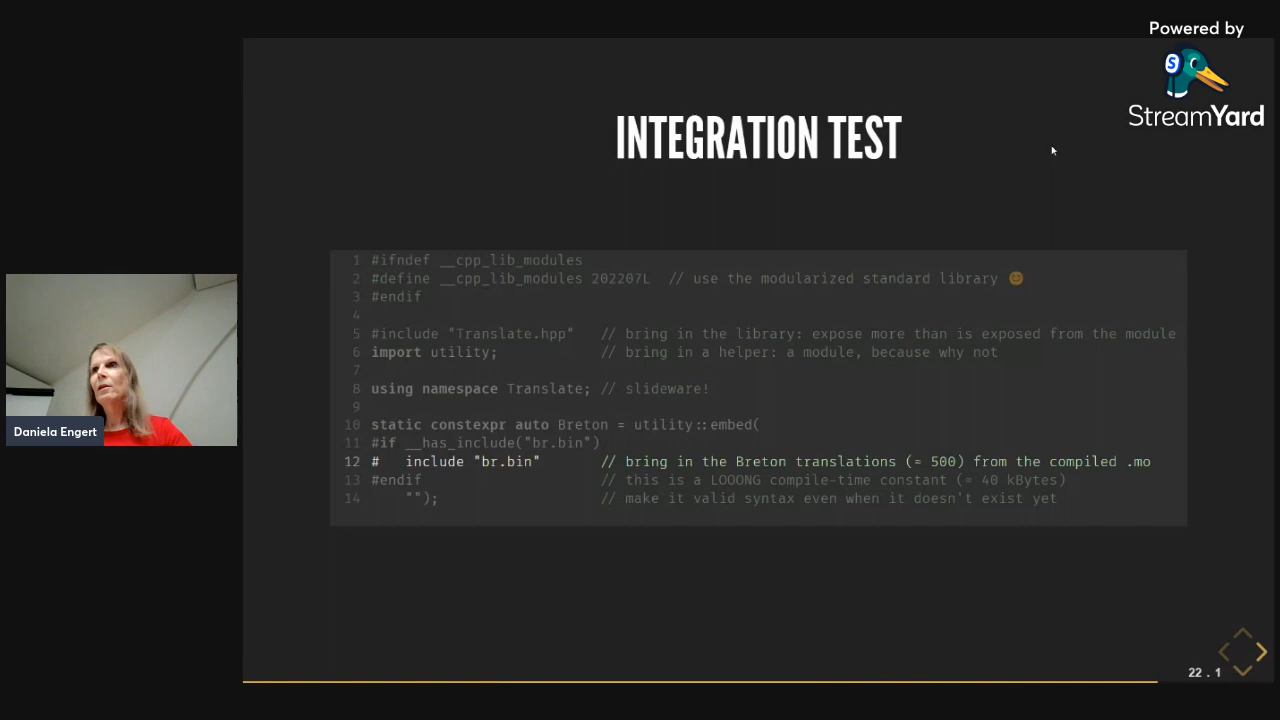 Powered by
StreamYard
INTEGRATION TEST
1 #ifndef __cpp_lib_modules
2 #define __cpp_lib_modules 202207L // use the modularized standard library 😊
3 #endif
4
5 #include "Translate.hpp" // bring in the library: expose more than is exposed from the module
6 import utility; // bring in a helper: a module, because why not
7
8 using namespace Translate; // slideware!
9
10 static constexpr auto Breton = utility::embed(
11 #if __has_include("br.bin")
12 # include "br.bin" // bring in the Breton translations (≈ 500) from the compiled .mo
13 #endif // this is a LOOONG compile-time constant (≈ 40 kBytes)
14 ""); // make it valid syntax even when it doesn't exist yet
Daniela Engert
22 . 1